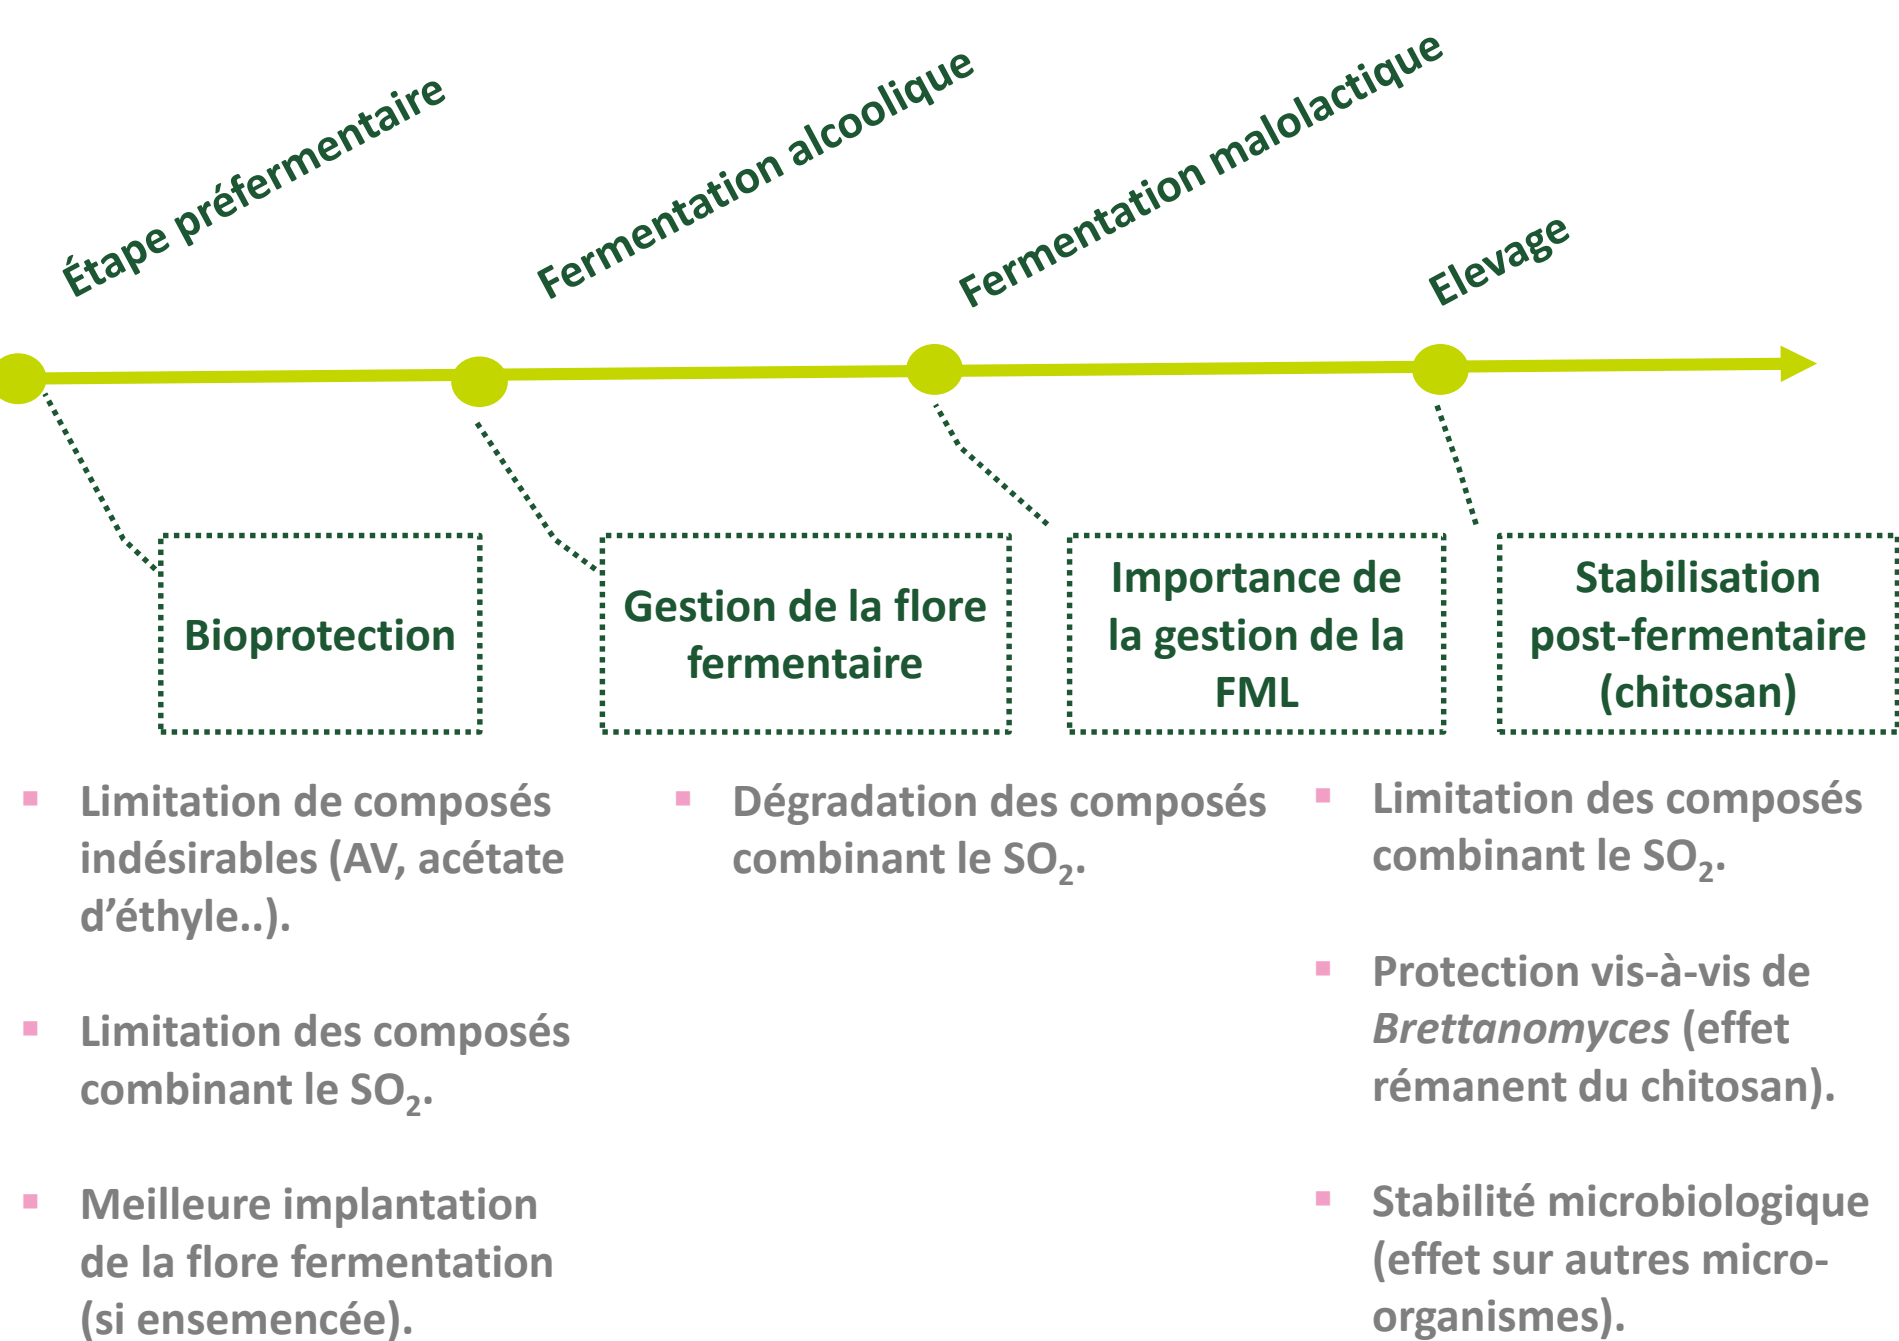 Étape préfermentaire
Fermentation alcoolique
Fermentation malolactique
Elevage
Bioprotection
Gestion de la flore
fermentaire
Importance de
la gestion de la
FML
Stabilisation
post-fermentaire
(chitosan)
▪ Limitation de composés
indésirables (AV, acétate
d’éthyle..).
▪ Limitation des composés
combinant le SO₂.
▪ Meilleure implantation
de la flore fermentation
(si ensemencée).
▪ Dégradation des composés
combinant le SO₂.
▪ Limitation des composés
combinant le SO₂.
▪ Protection vis-à-vis de
Brettanomyces (effet
rémanent du chitosan).
▪ Stabilité microbiologique
(effet sur autres micro-
organismes).